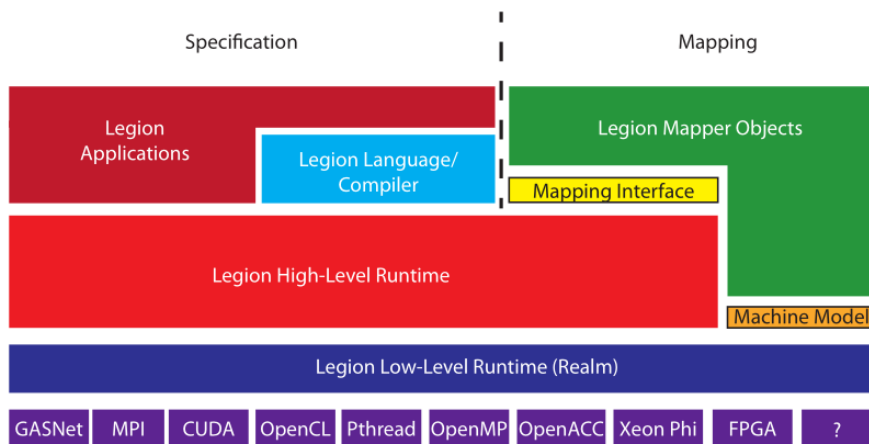 Specification
Mapping
Legion
Applications
Legion Language/
Compiler
Legion Mapper Objects
Mapping Interface
Legion High-Level Runtime
Machine Model
Legion Low-Level Runtime (Realm)
GASNet MPI CUDA OpenCL Pthread OpenMP OpenACC Xeon Phi FPGA ?